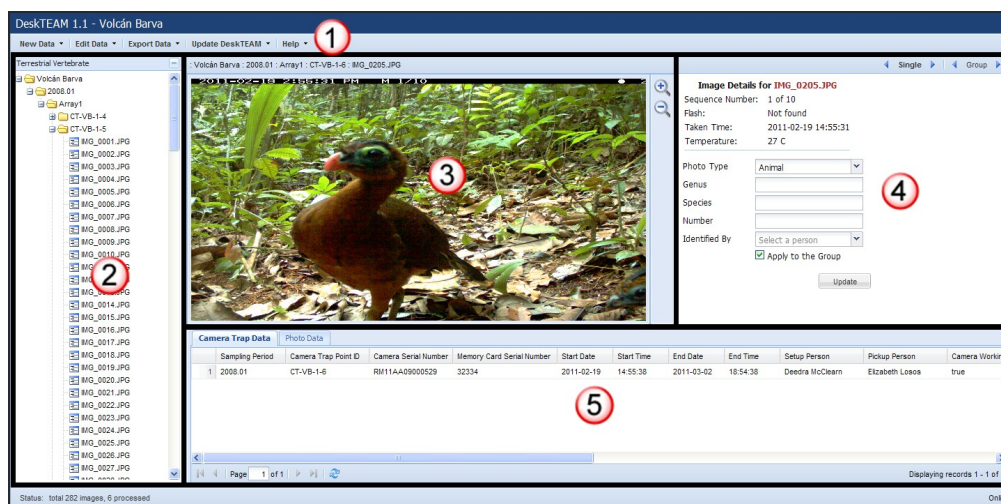 DeskTEAM 1.1 - Volcán Barva
New Data Edit Data Export Data Update DeskTEAM Help 1
Terrestrial Vertebrate
Volcán Barva
2008.01
Array1
CT-VB-1-4
CT-VB-1-5
IMG_0001.JPG
IMG_0002.JPG
IMG_0003.JPG
IMG_0004.JPG
IMG_0005.JPG
IMG_0006.JPG
IMG_0007.JPG
IMG_0008.JPG
IMG_0009.JPG
IMG_0010.JPG
2
IMG_0014.JPG
IMG_0015.JPG
IMG_0016.JPG
IMG_0017.JPG
IMG_0018.JPG
IMG_0019.JPG
IMG_0020.JPG
IMG_0021.JPG
IMG_0022.JPG
IMG_0023.JPG
IMG_0024.JPG
IMG_0025.JPG
IMG_0026.JPG
IMG_0027.JPG
: Volcán Barva : 2008.01 : Array1 : CT-VB-1-6 : IMG_0205.JPG
2011-02-19 2:55:31 PM M 1/10
3
Single Group
Image Details for IMG_0205.JPG
Sequence Number: 1 of 10
Flash: Not found
Taken Time: 2011-02-19 14:55:31
Temperature: 27 C
Photo Type Animal
Genus
Species
Number
Identified By Select a person
Apply to the Group
Update
4
Camera Trap Data Photo Data
Sampling Period Camera Trap Point ID Camera Serial Number Memory Card Serial Number Start Date Start Time End Date End Time Setup Person Pickup Person Camera Workin
1 2008.01 CT-VB-1-6 RM11AA09000529 32334 2011-02-19 14:55:38 2011-03-02 18:54:38 Deedra McClearn Elizabeth Losos true
5
Page 1 of 1 Displaying records 1 - 1 of
Status: total 282 images, 6 processed Onl